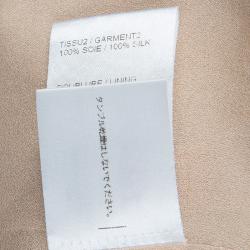 TISSU2 / GARMENT2
100% SOIE / 100% SILK
DOUBLURE / LINING
タンブル乾燥はしないでください。